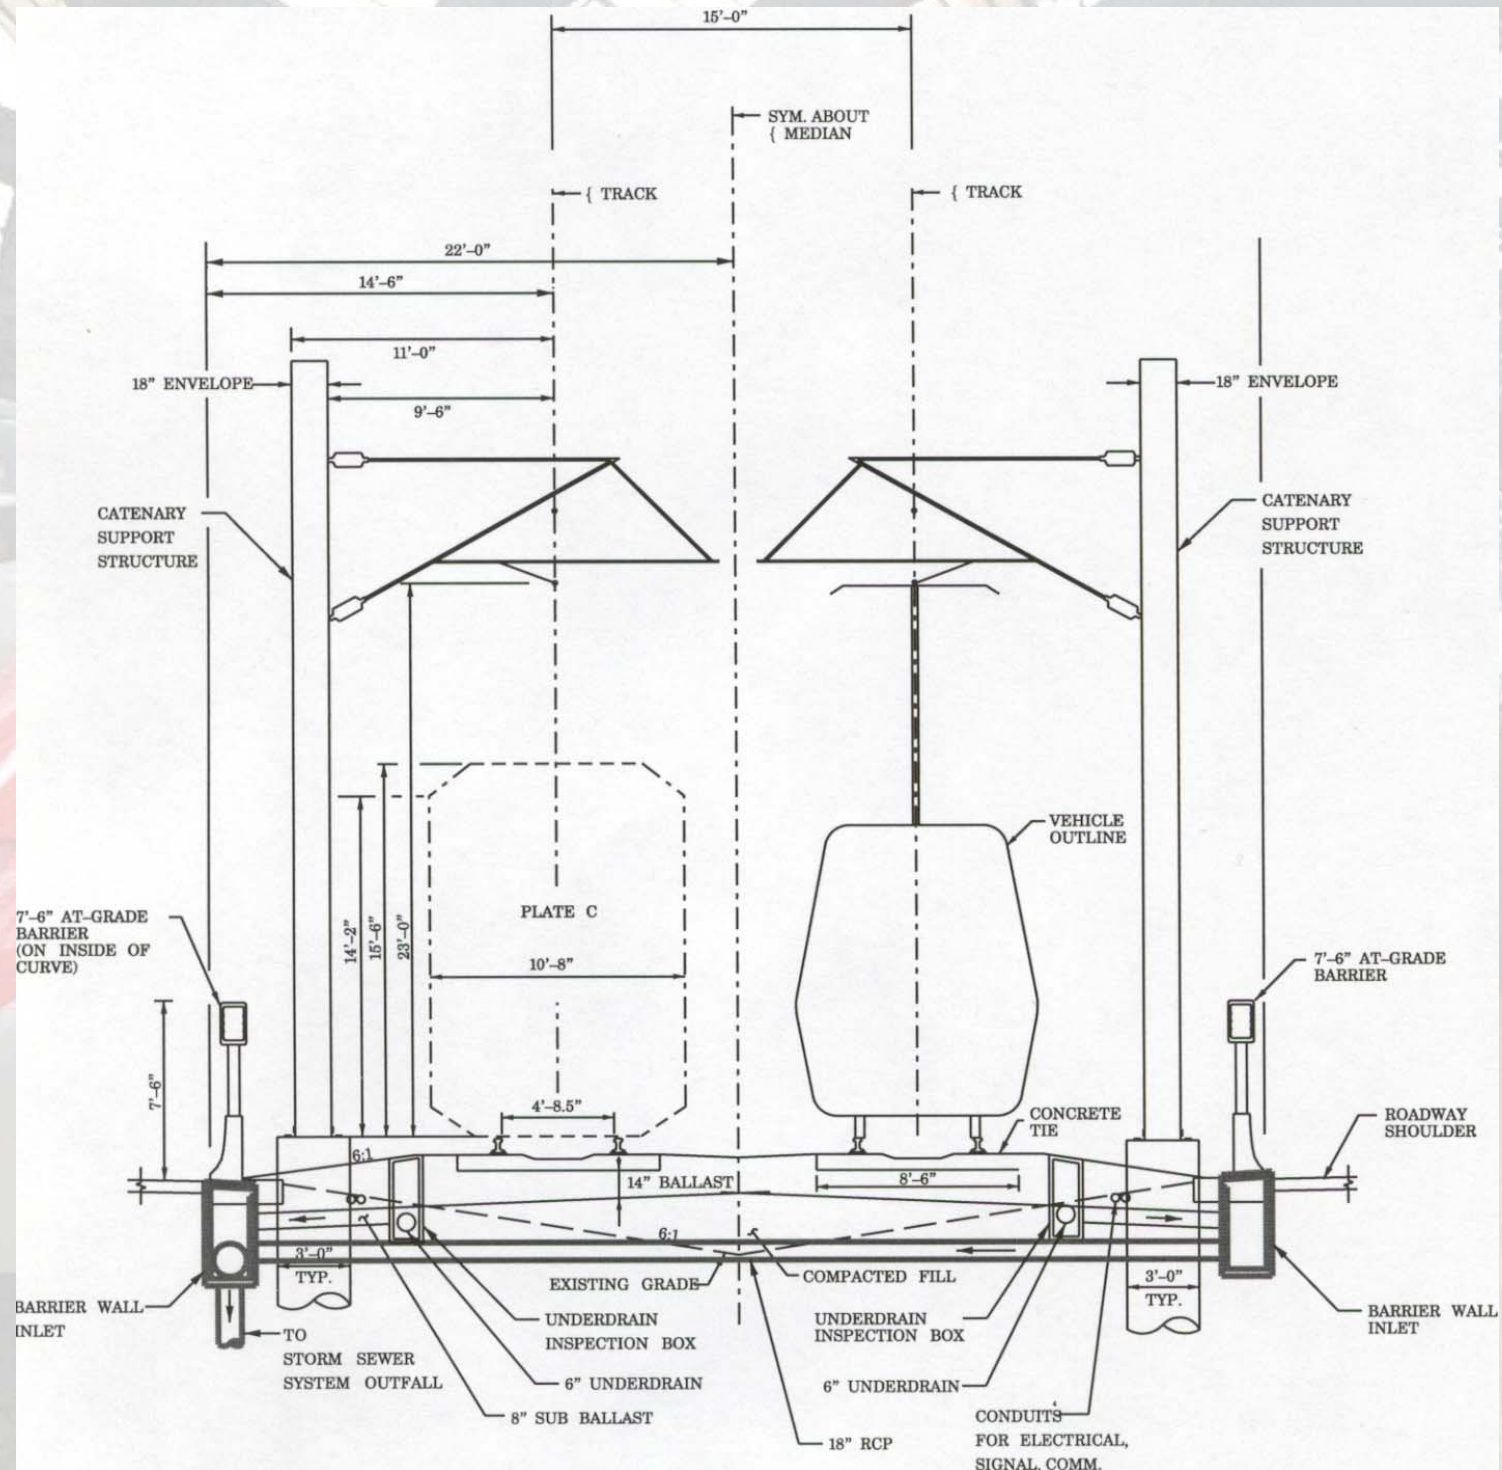 15'-0"
SYM. ABOUT
{ MEDIAN
{ TRACK
{ TRACK
22'-0"
14'-6"
11'-0"
18" ENVELOPE
18" ENVELOPE
9'-6"
CATENARY
SUPPORT
STRUCTURE
CATENARY
SUPPORT
STRUCTURE
VEHICLE
OUTLINE
7'-6" AT-GRADE
BARRIER
(ON INSIDE OF
CURVE)
14'-2"
15'-6"
23'-0"
PLATE C
10'-8"
7'-6" AT-GRADE
BARRIER
7'-6"
4'-8.5"
CONCRETE
TIE
ROADWAY
SHOULDER
6:1
14" BALLAST
8'-6"
6:1
3'-0"
TYP.
EXISTING GRADE
COMPACTED FILL
3'-0"
TYP.
BARRIER WALL
INLET
UNDERDRAIN
INSPECTION BOX
UNDERDRAIN
INSPECTION BOX
BARRIER WALL
INLET
TO
STORM SEWER
SYSTEM OUTFALL
6" UNDERDRAIN
6" UNDERDRAIN
8" SUB BALLAST
18" RCP
CONDUITS
FOR ELECTRICAL,
SIGNAL, COMM.